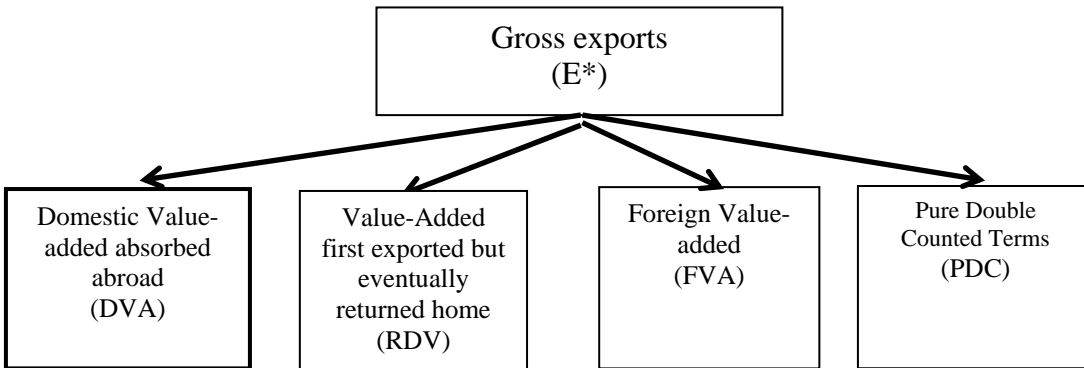 Gross exports
(E*)
Domestic Value-
added absorbed
abroad
(DVA)
Value-Added
first exported but
eventually
returned home
(RDV)
Foreign Value-
added
(FVA)
Pure Double
Counted Terms
(PDC)